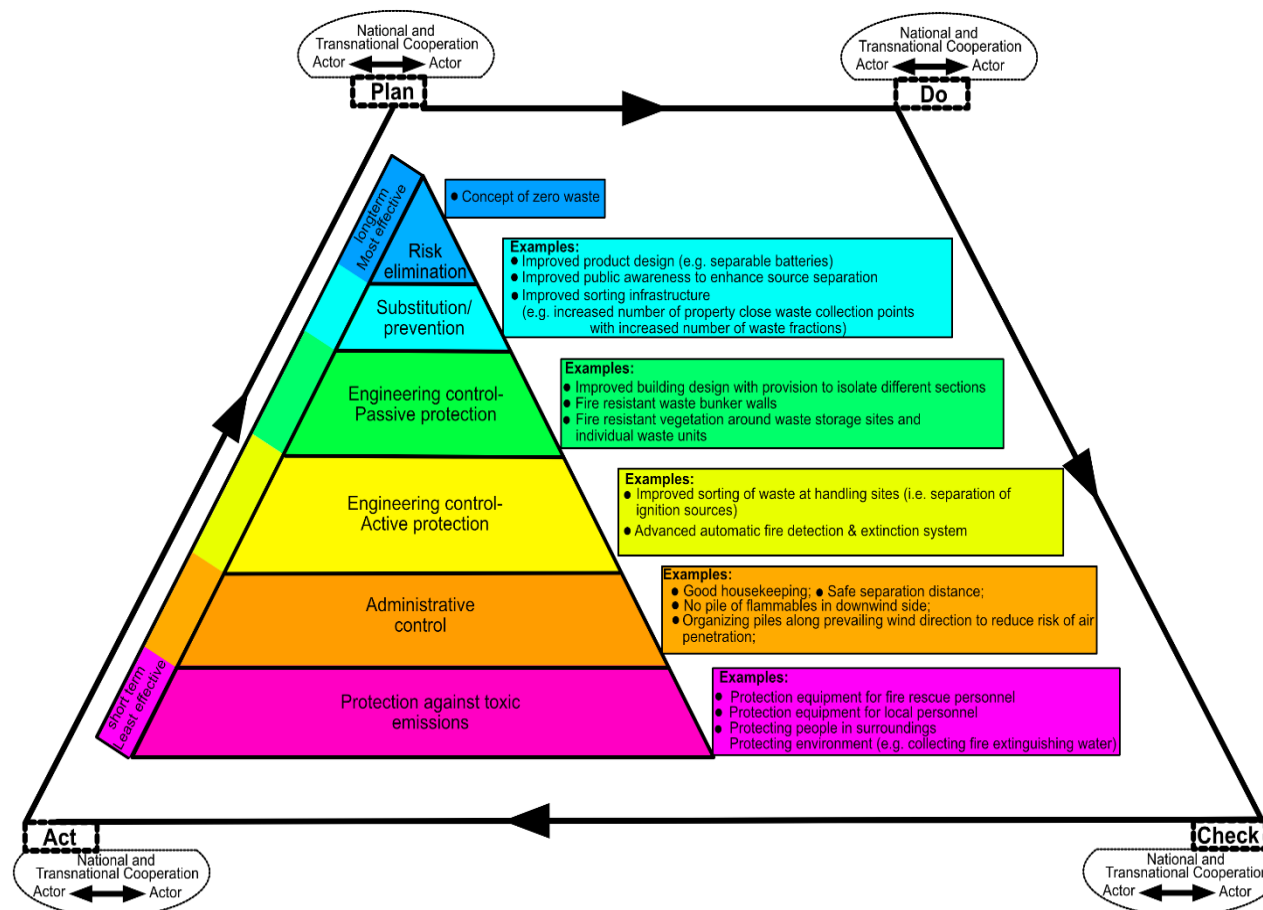 National and
Transnational Cooperation
Actor Actor
Plan
National and
Transnational Cooperation
Actor Actor
Do
longterm
Most effective
Risk
elimination
● Concept of zero waste
Substitution/
prevention
Examples:
● Improved product design (e.g. separable batteries)
● Improved public awareness to enhance source separation
● Improved sorting infrastructure
(e.g. increased number of property close waste collection points
with increased number of waste fractions)
Engineering control-
Passive protection
Examples:
● Improved building design with provision to isolate different sections
● Fire resistant waste bunker walls
● Fire resistant vegetation around waste storage sites and
individual waste units
Engineering control-
Active protection
Examples:
● Improved sorting of waste at handling sites (i.e. separation of
ignition sources)
● Advanced automatic fire detection & extinction system
Administrative
control
Examples:
● Good housekeeping; ● Safe separation distance;
● No pile of flammables in downwind side;
● Organizing piles along prevailing wind direction to reduce risk of air
penetration;
short term
Least effective
Protection against toxic
emissions
Examples:
● Protection equipment for fire rescue personnel
● Protection equipment for local personnel
● Protecting people in surroundings
Protecting environment (e.g. collecting fire extinguishing water)
Act
National and
Transnational Cooperation
Actor Actor
Check
National and
Transnational Cooperation
Actor Actor